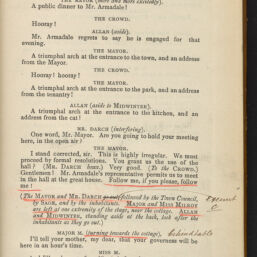 THE MAYOR (more and more excitedly).
A public dinner to Mr. Armadale!
THE CROWD.
Hooray!
ALLAN (aside).
Mr. Armadale regrets to say he is engaged for that
evening.
THE MAYOR.
A triumphal arch at the entrance to the town, and an address
from the Mayor.
THE CROWD.
Hooray! hooray!
THE MAYOR.
A triumphal arch at the entrance to the park, and an address
from the tenantry!
ALLAN (aside to MIDWINTER).
A triumphal arch at the entrance to the kitchen, and an
address from the cat!
MR. DARCH (interfering).
One word, Mr. Mayor. Are you going to hold your meeting
here, in the open air?
THE MAYOR.
I stand corrected, sir. This is highly irregular. We must
proceed by formal resolutions. You grant us the use of the
hall? (MR. DARCH bows.) Very good. (To the CROWD.)
Gentlemen! Mr. Armadale's representative permits us to meet
in the hall at the great house. Follow me, if you please, follow
me!
(The MAYOR and MR. DARCH go out followed by the Town Council,
by SAGE, and by the inhabitants. MAJOR and MISS MILROY
are left at one extremity of the stage, near the cottage. ALLAN
and MIDWINTER, standing aside at the back, look after the
inhabitants as they go out.)
MAJOR M. (turning towards the cottage).
I'll tell your mother, my dear, that your governess will be
here in an hour's time.
MISS M.